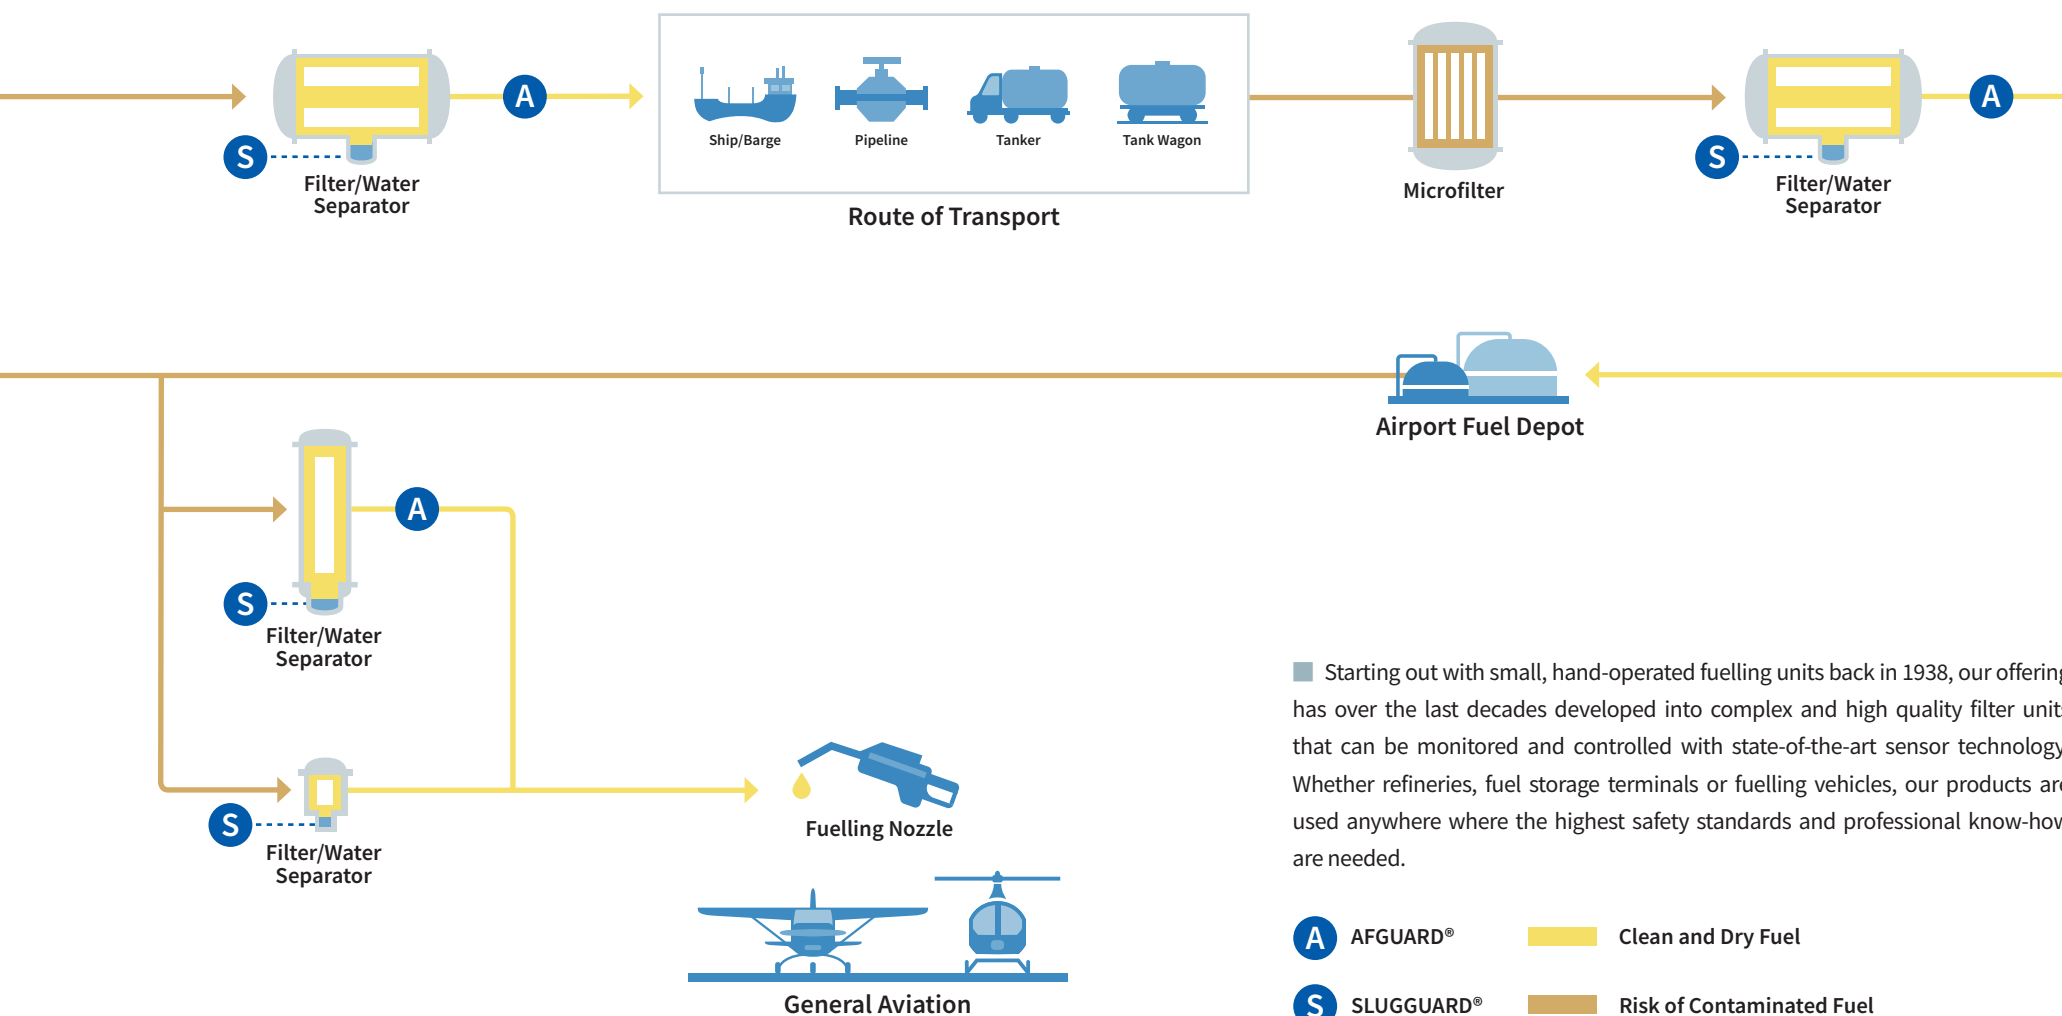 A
S
Filter/Water
Separator
Ship/Barge
Pipeline
Tanker
Tank Wagon
Route of Transport
Microfilter
A
S
Filter/Water
Separator
Airport Fuel Depot
A
S
Filter/Water
Separator
S
Filter/Water
Separator
Fuelling Nozzle
General Aviation
Starting out with small, hand-operated fuelling units back in 1938, our offering
has over the last decades developed into complex and high quality filter units
that can be monitored and controlled with state-of-the-art sensor technology
Whether refineries, fuel storage terminals or fuelling vehicles, our products are
used anywhere where the highest safety standards and professional know-how
are needed.
A AFGUARD® Clean and Dry Fuel
S SLUGGUARD® Risk of Contaminated Fuel